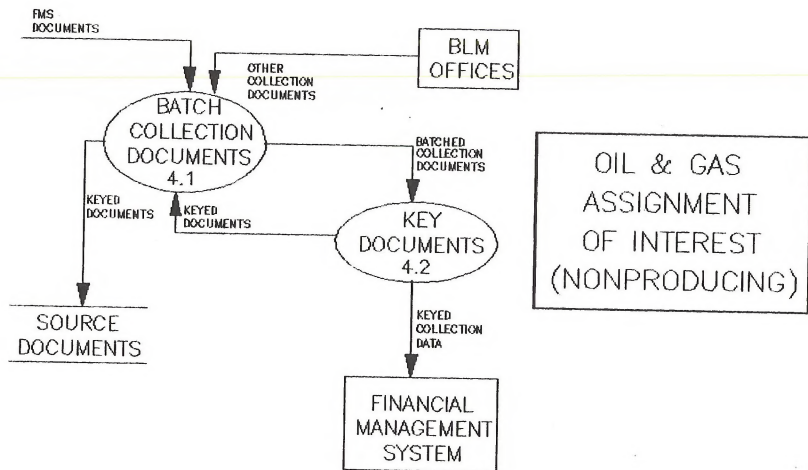 FMS
DOCUMENTS
BLM
OFFICES
OTHER
COLLECTION
DOCUMENTS
BATCH
COLLECTION
DOCUMENTS
4.1
BATCHED
COLLECTION
DOCUMENTS
KEYED
DOCUMENTS
KEYED
DOCUMENTS
KEY
DOCUMENTS
4.2
OIL & GAS
ASSIGNMENT
OF INTEREST
(NONPRODUCING)
SOURCE
DOCUMENTS
KEYED
COLLECTION
DATA
FINANCIAL
MANAGEMENT
SYSTEM